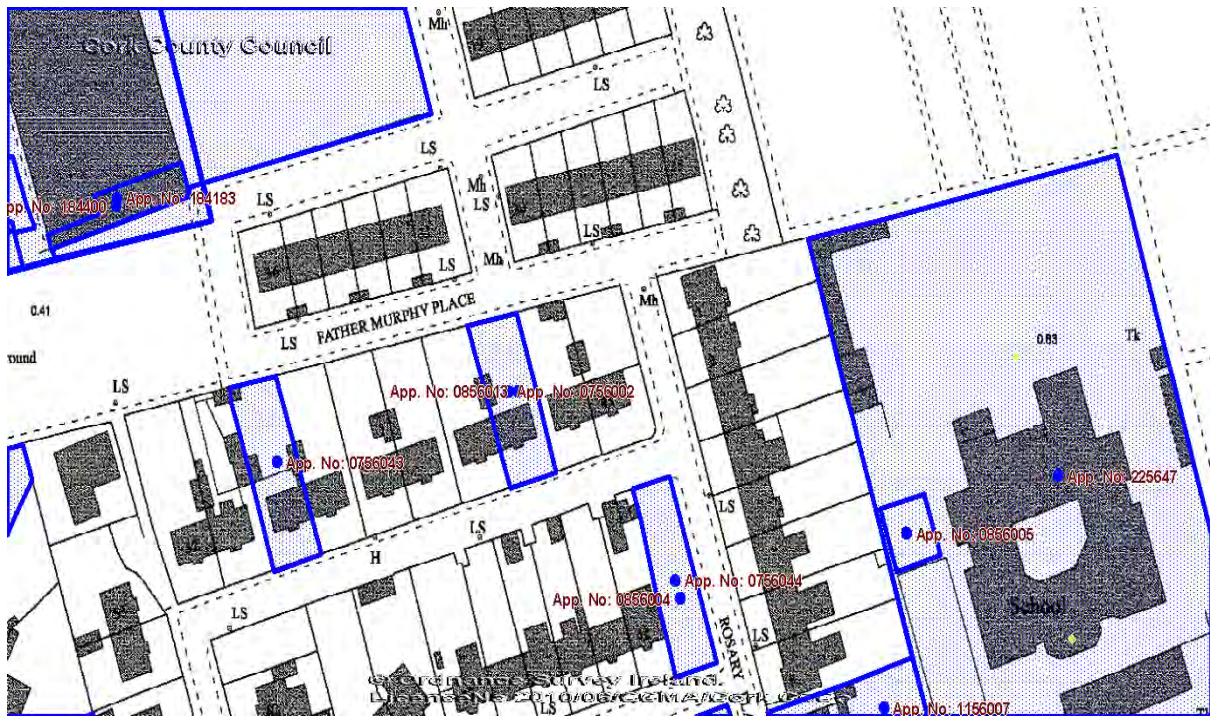 Cork County Council
Mh
LS
LS
LS
Mh
LS
App. No: 184400
App. No: 184183
LS
LS
LS
Mh
Mh
0.41
FATHER MURPHY PLACE
LS
0.63
Tk
round
LS
App. No: 0856013
App. No: 0756002
App. No: 0756043
App. No: 225647
LS
LS
App. No: 0856005
H
App. No: 0756044
App. No: 0856004
School
LS
LS
ROSARY
© Ordnance Survey Ireland.
LS
App. No: 1156007